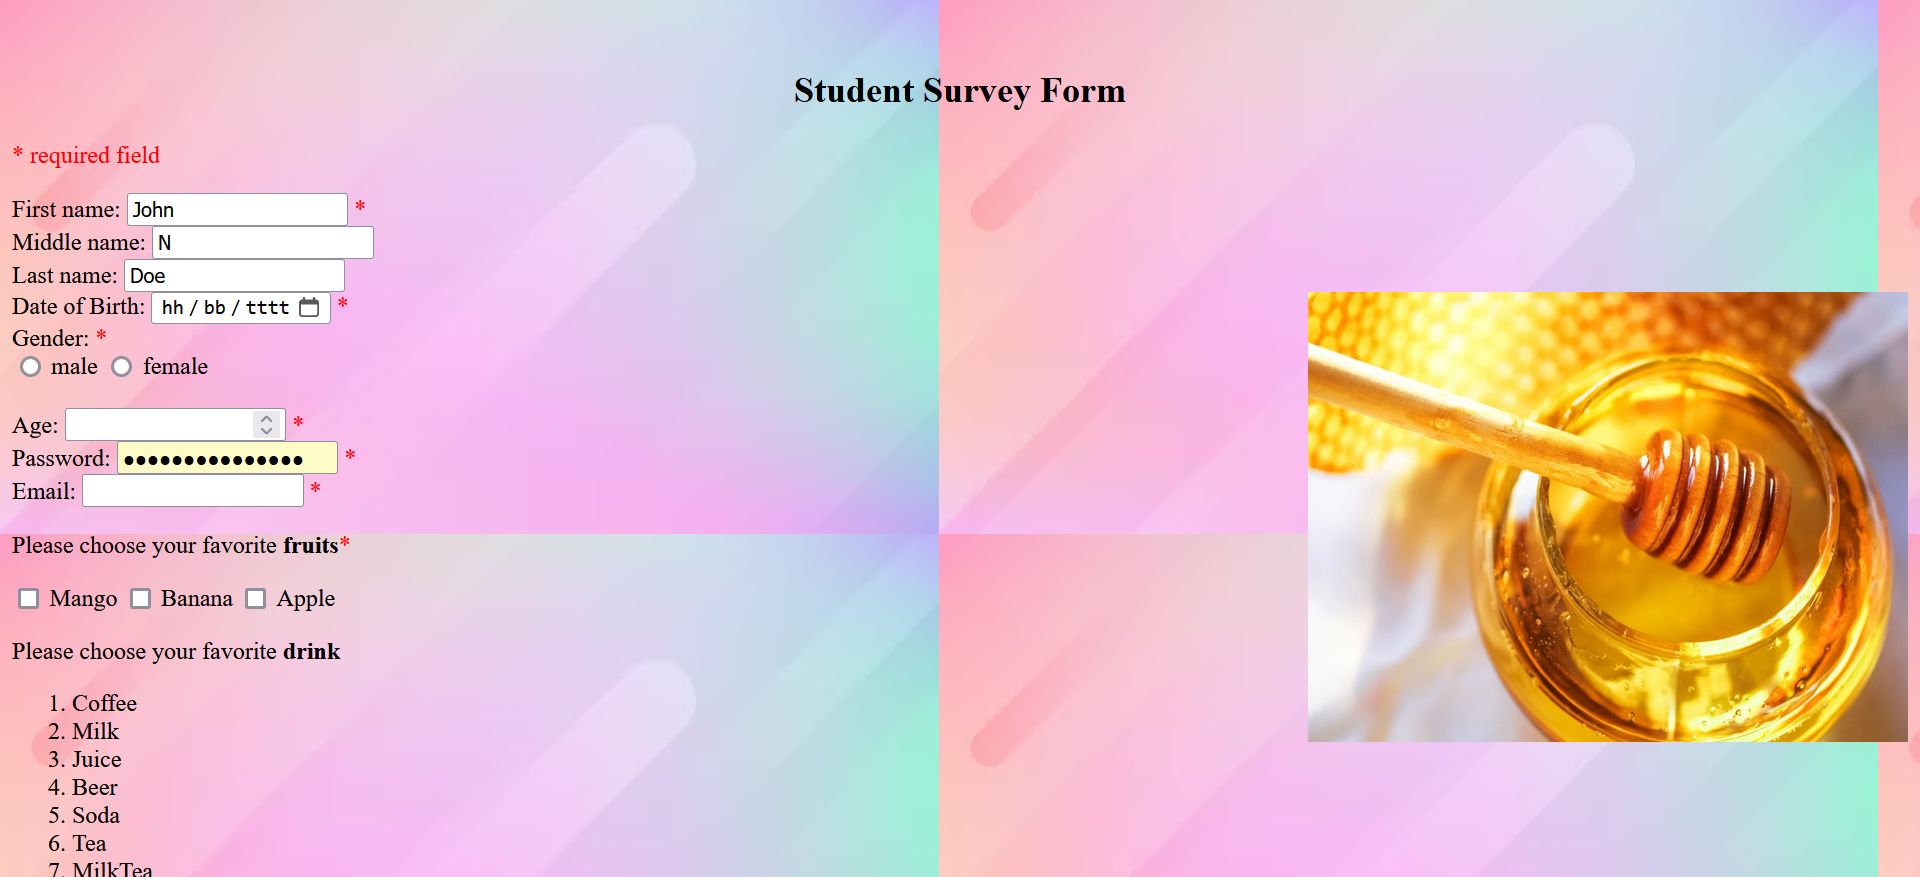 Student Survey Form
* required field
First name: John *
Middle name: N
Last name: Doe
Date of Birth: hh / bb / tttt *
Gender: *
male female
Age: *
Password: ●●●●●●●●●●●●●●● *
Email: *
Please choose your favorite fruits*
Mango Banana Apple
Please choose your favorite drink
1. Coffee
2. Milk
3. Juice
4. Beer
5. Soda
6. Tea
7. MilkTea